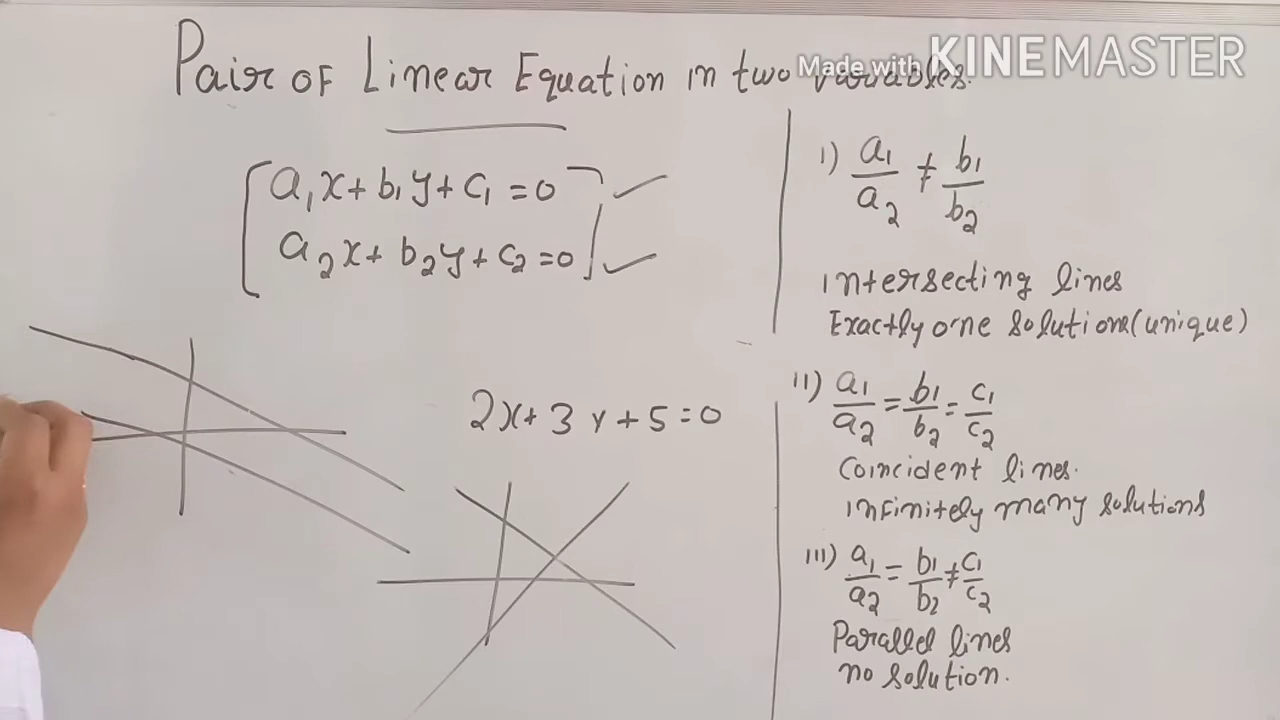 Pair of Linear Equation in two variables.
Made with KINEMASTER
a₁x + b₁y + c₁ = 0
a₂x + b₂y + c₂ = 0
2x + 3y + 5 = 0
i) a₁/a₂ ≠ b₁/b₂
Intersecting lines
Exactly one solutions (unique)
ii) a₁/a₂ = b₁/b₂ = c₁/c₂
Coincident lines.
infinitely many solutions
iii) a₁/a₂ = b₁/b₂ ≠ c₁/c₂
Parallel lines
no solution.